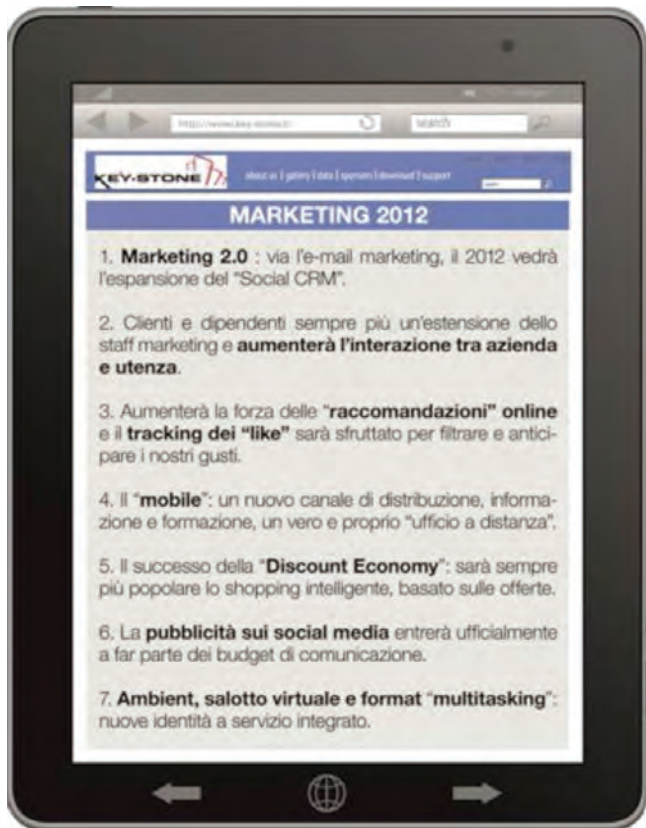 http://www.key-stone.it/
search
KEY-STONE
about us | gallery | data | sponsors | download | support
MARKETING 2012
1. Marketing 2.0 : via l'e-mail marketing, il 2012 vedrà
l'espansione del "Social CRM".
2. Clienti e dipendenti sempre più un'estensione dello
staff marketing e aumenterà l'interazione tra azienda
e utenza.
3. Aumenterà la forza delle "raccomandazioni" online
e il tracking dei "like" sarà sfruttato per filtrare e antici-
pare i nostri gusti.
4. Il "mobile": un nuovo canale di distribuzione, informa-
zione e formazione, un vero e proprio "ufficio a distanza".
5. Il successo della "Discount Economy": sarà sempre
più popolare lo shopping intelligente, basato sulle offerte.
6. La pubblicità sui social media entrerà ufficialmente
a far parte dei budget di comunicazione.
7. Ambient, salotto virtuale e format "multitasking":
nuove identità a servizio integrato.